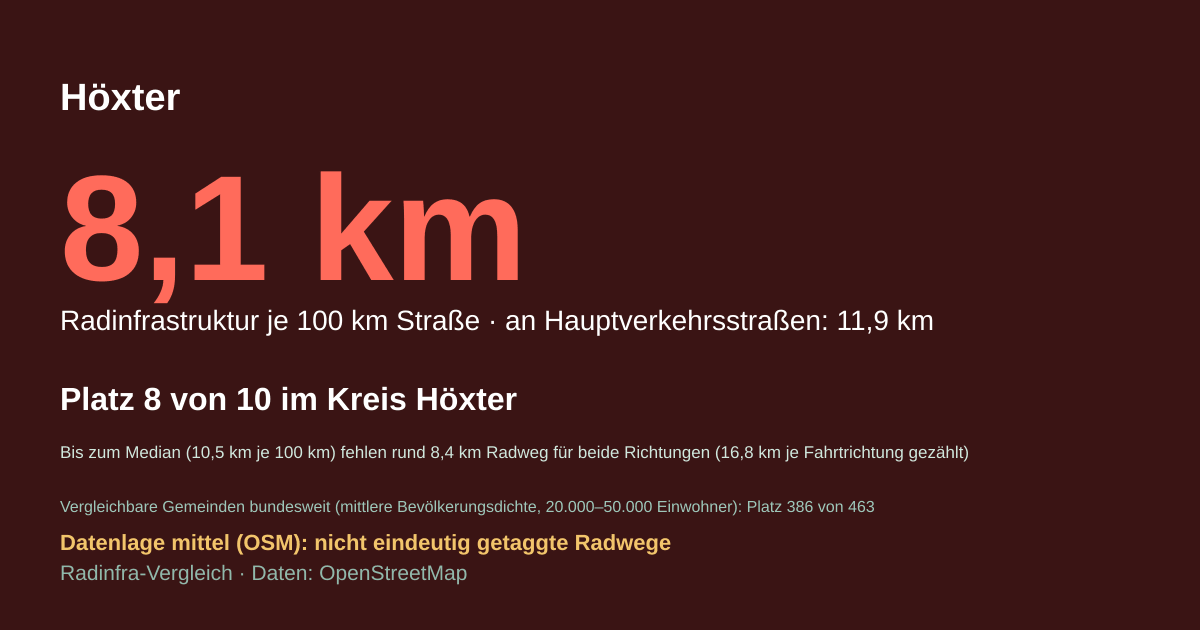 Höxter
8,1 km
Radinfrastruktur je 100 km Straße · an Hauptverkehrsstraßen: 11,9 km
Platz 8 von 10 im Kreis Höxter
Bis zum Median (10,5 km je 100 km) fehlen rund 8,4 km Radweg für beide Richtungen (16,8 km je Fahrtrichtung gezählt)
Vergleichbare Gemeinden bundesweit (mittlere Bevölkerungsdichte, 20.000–50.000 Einwohner): Platz 386 von 463
Datenlage mittel (OSM): nicht eindeutig getaggte Radwege
Radinfra-Vergleich · Daten: OpenStreetMap